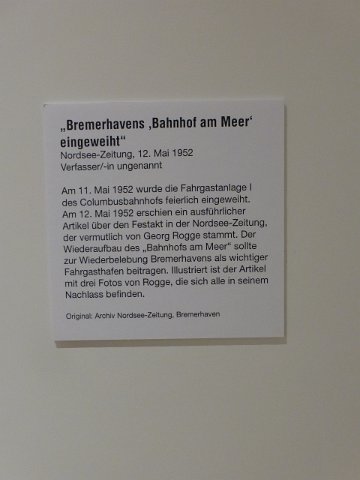 „Bremerhavens ‚Bahnhof am Meer‘
eingeweiht“
Nordsee-Zeitung, 12. Mai 1952
Verfasser/-in ungenannt
Am 11. Mai 1952 wurde die Fahrgastanlage I
des Columbusbahnhofs feierlich eingeweiht.
Am 12. Mai 1952 erschien ein ausführlicher
Artikel über den Festakt in der Nordsee-Zeitung,
der vermutlich von Georg Rogge stammt. Der
Wiederaufbau des „Bahnhofs am Meer“ sollte
zur Wiederbelebung Bremerhavens als wichtiger
Fahrgasthafen beitragen. Illustriert ist der Artikel
mit drei Fotos von Rogge, die sich alle in seinem
Nachlass befinden.
Original: Archiv Nordsee-Zeitung, Bremerhaven